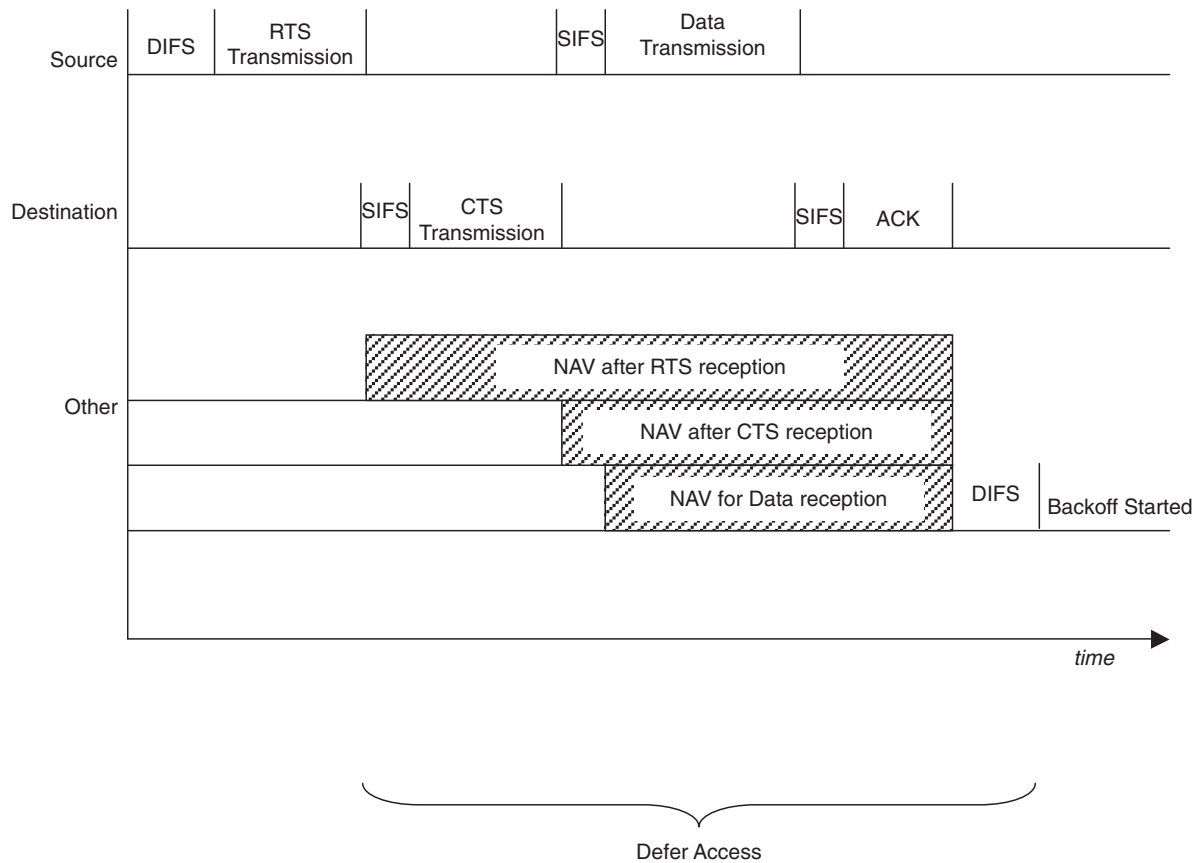 Source
DIFS
RTS
Transmission
SIFS
Data
Transmission
Destination
SIFS
CTS
Transmission
SIFS
ACK
Other
NAV after RTS reception
NAV after CTS reception
NAV for Data reception
DIFS
Backoff Started
time
Defer Access